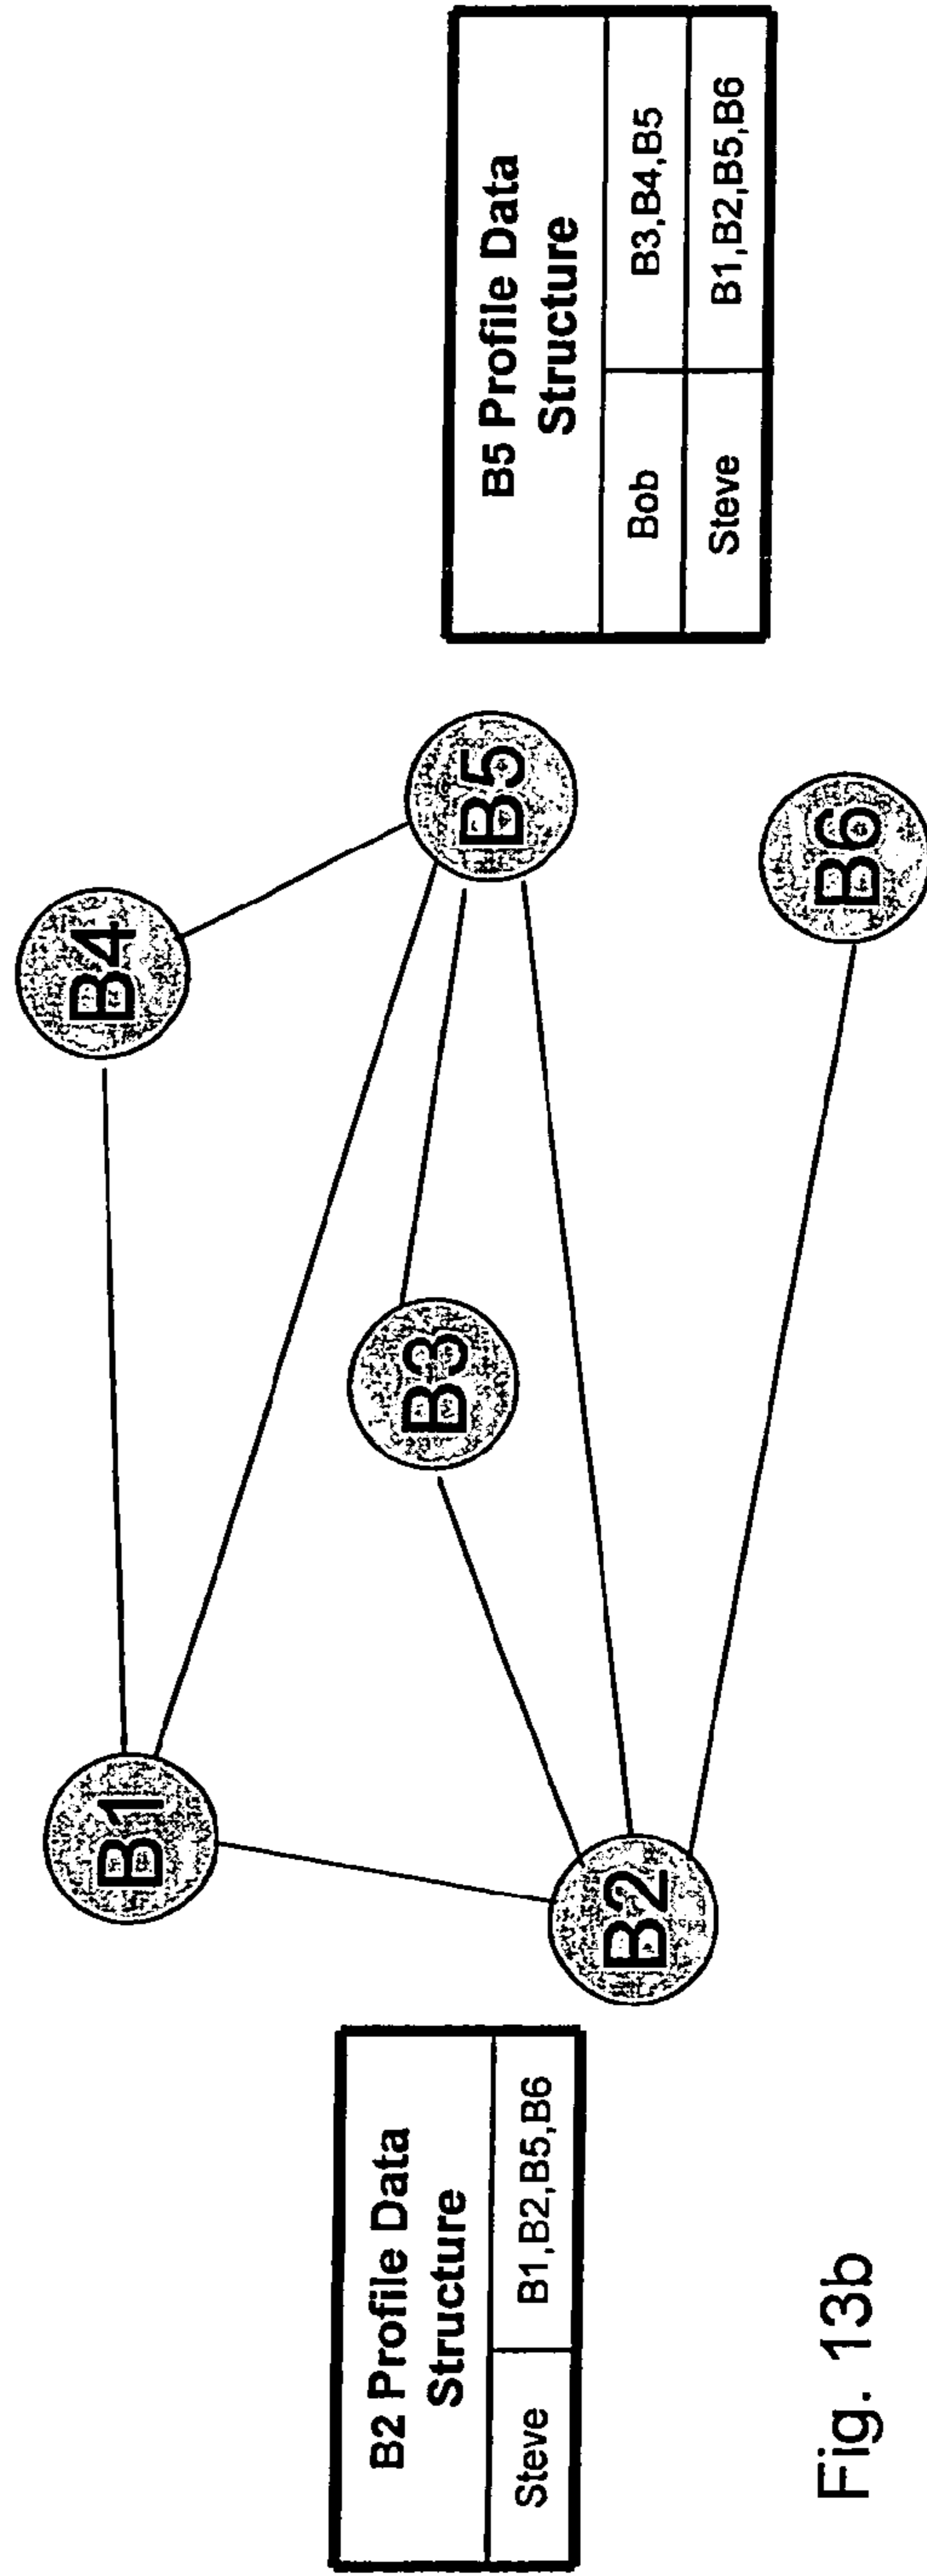 B2 Profile Data
Structure
Steve B1,B2,B5,B6
B1
B2
B3
B4
B5
B6
B5 Profile Data
Structure
Bob B3,B4,B5
Steve B1,B2,B5,B6
Fig. 13b